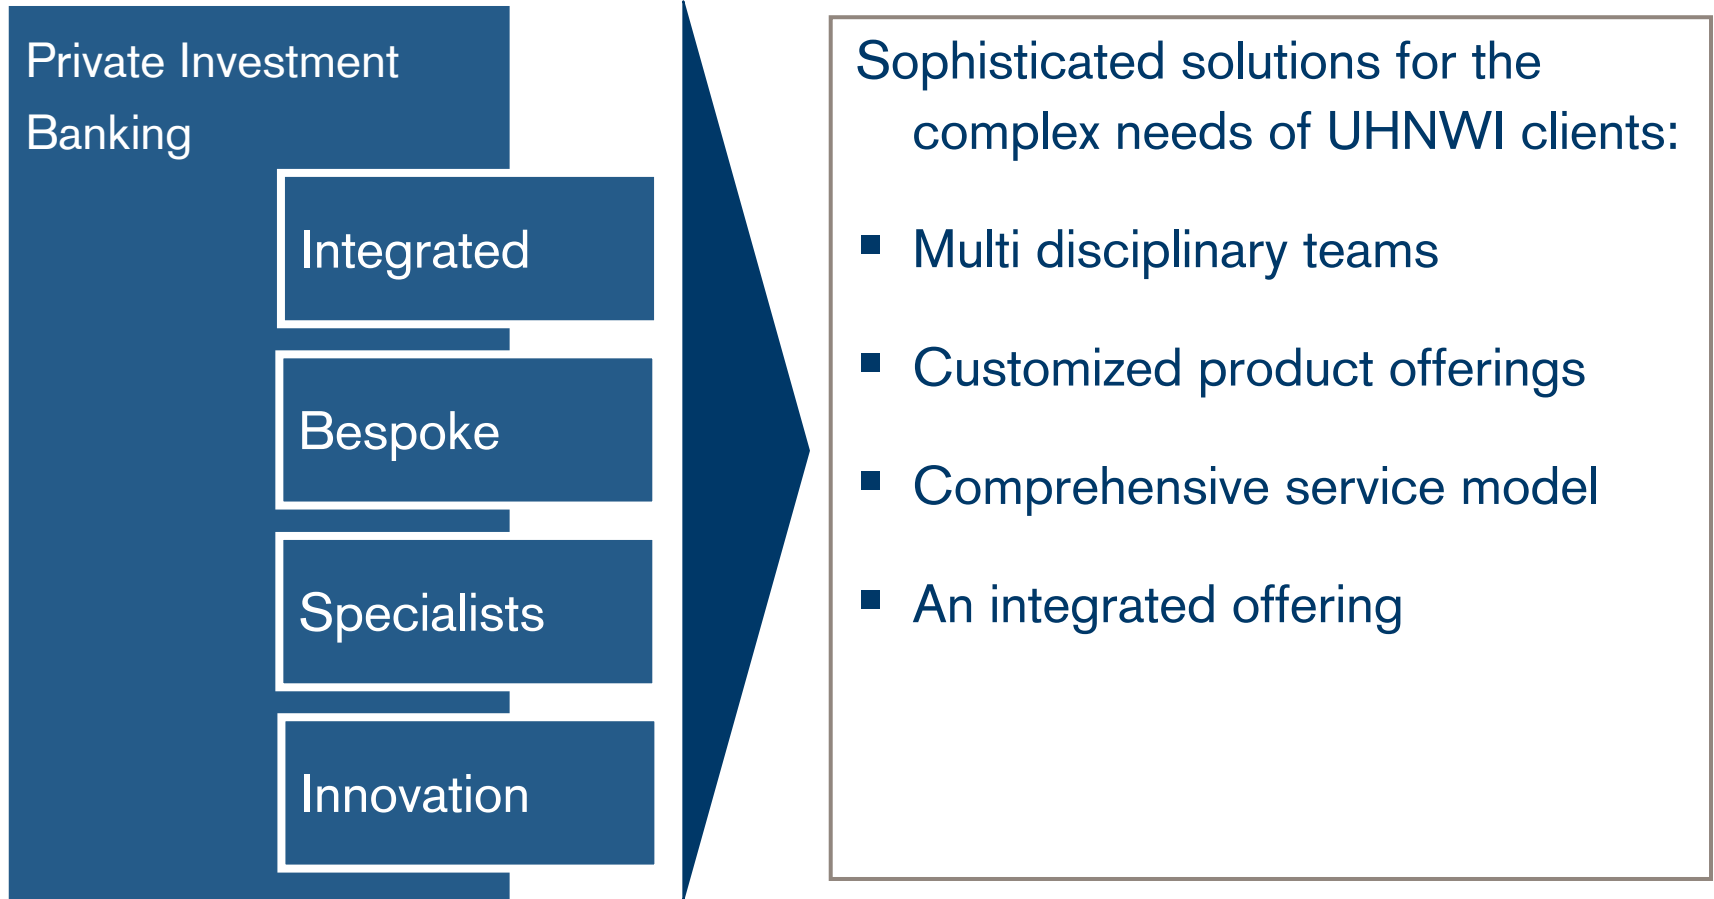 Private Investment
Banking
Integrated
Bespoke
Specialists
Innovation
Sophisticated solutions for the
complex needs of UHNWI clients:
▪ Multi disciplinary teams
▪ Customized product offerings
▪ Comprehensive service model
▪ An integrated offering